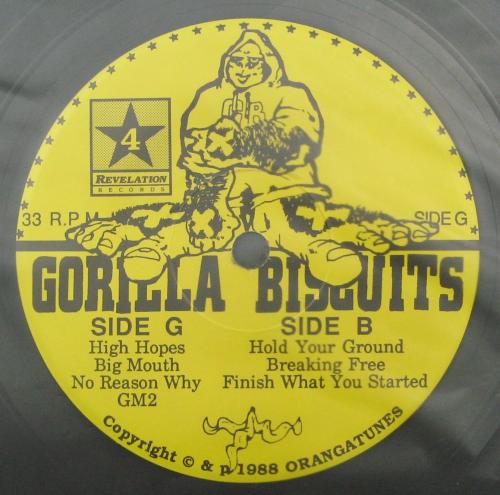 4
REVELATION
RECORDS
33 R.P.M
SIDE G
GORILLA BISCUITS
SIDE G
High Hopes
Big Mouth
No Reason Why
GM2
SIDE B
Hold Your Ground
Breaking Free
Finish What You Started
Copyright © & p 1988 ORANGATUNES